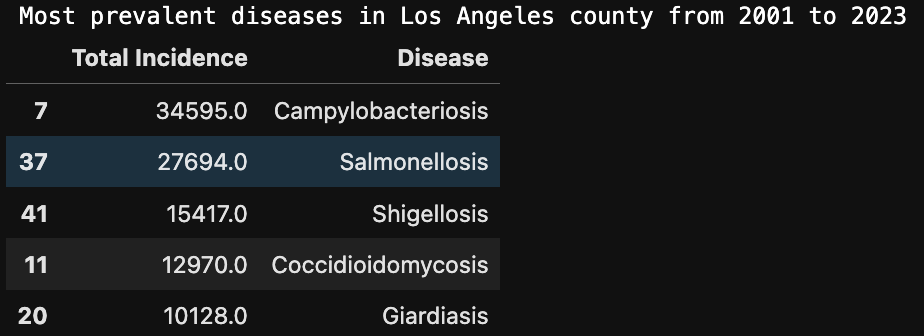 Most prevalent diseases in Los Angeles county from 2001 to 2023
Total Incidence Disease
7 34595.0 Campylobacteriosis
37 27694.0 Salmonellosis
41 15417.0 Shigellosis
11 12970.0 Coccidioidomycosis
20 10128.0 Giardiasis